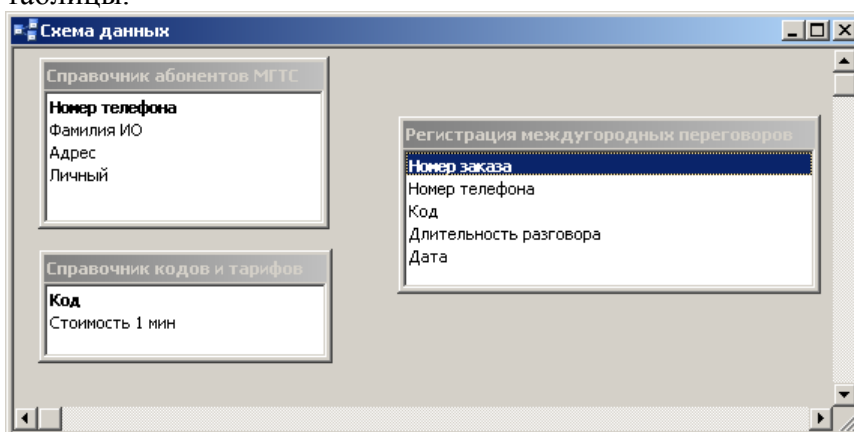 таблицы.
Схема данных
Справочник абонентов МГТС
Номер телефона
Фамилия ИО
Адрес
Личный
Регистрация междугородных переговоров
Номер заказа
Номер телефона
Код
Длительность разговора
Дата
Справочник кодов и тарифов
Код
Стоимость 1 мин